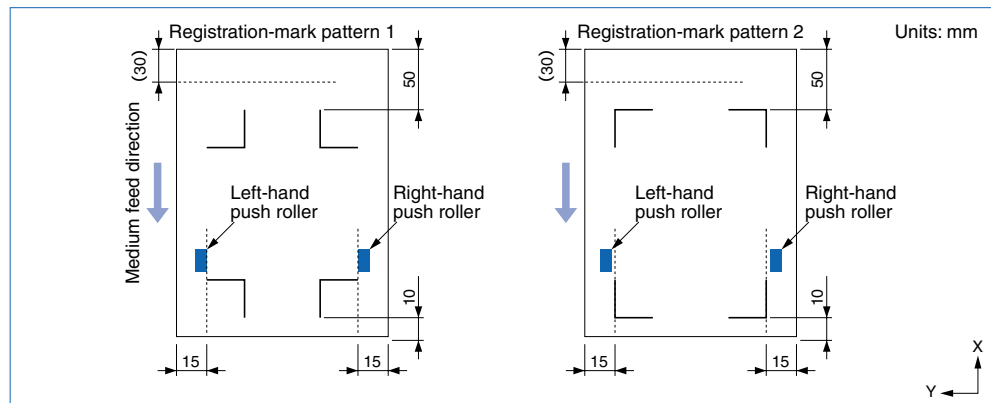 Registration-mark pattern 1
Registration-mark pattern 2
Units: mm
(30)
50
(30)
50
Medium feed direction
Left-hand
push roller
Right-hand
push roller
Left-hand
push roller
Right-hand
push roller
10
10
15
15
15
15
X
Y